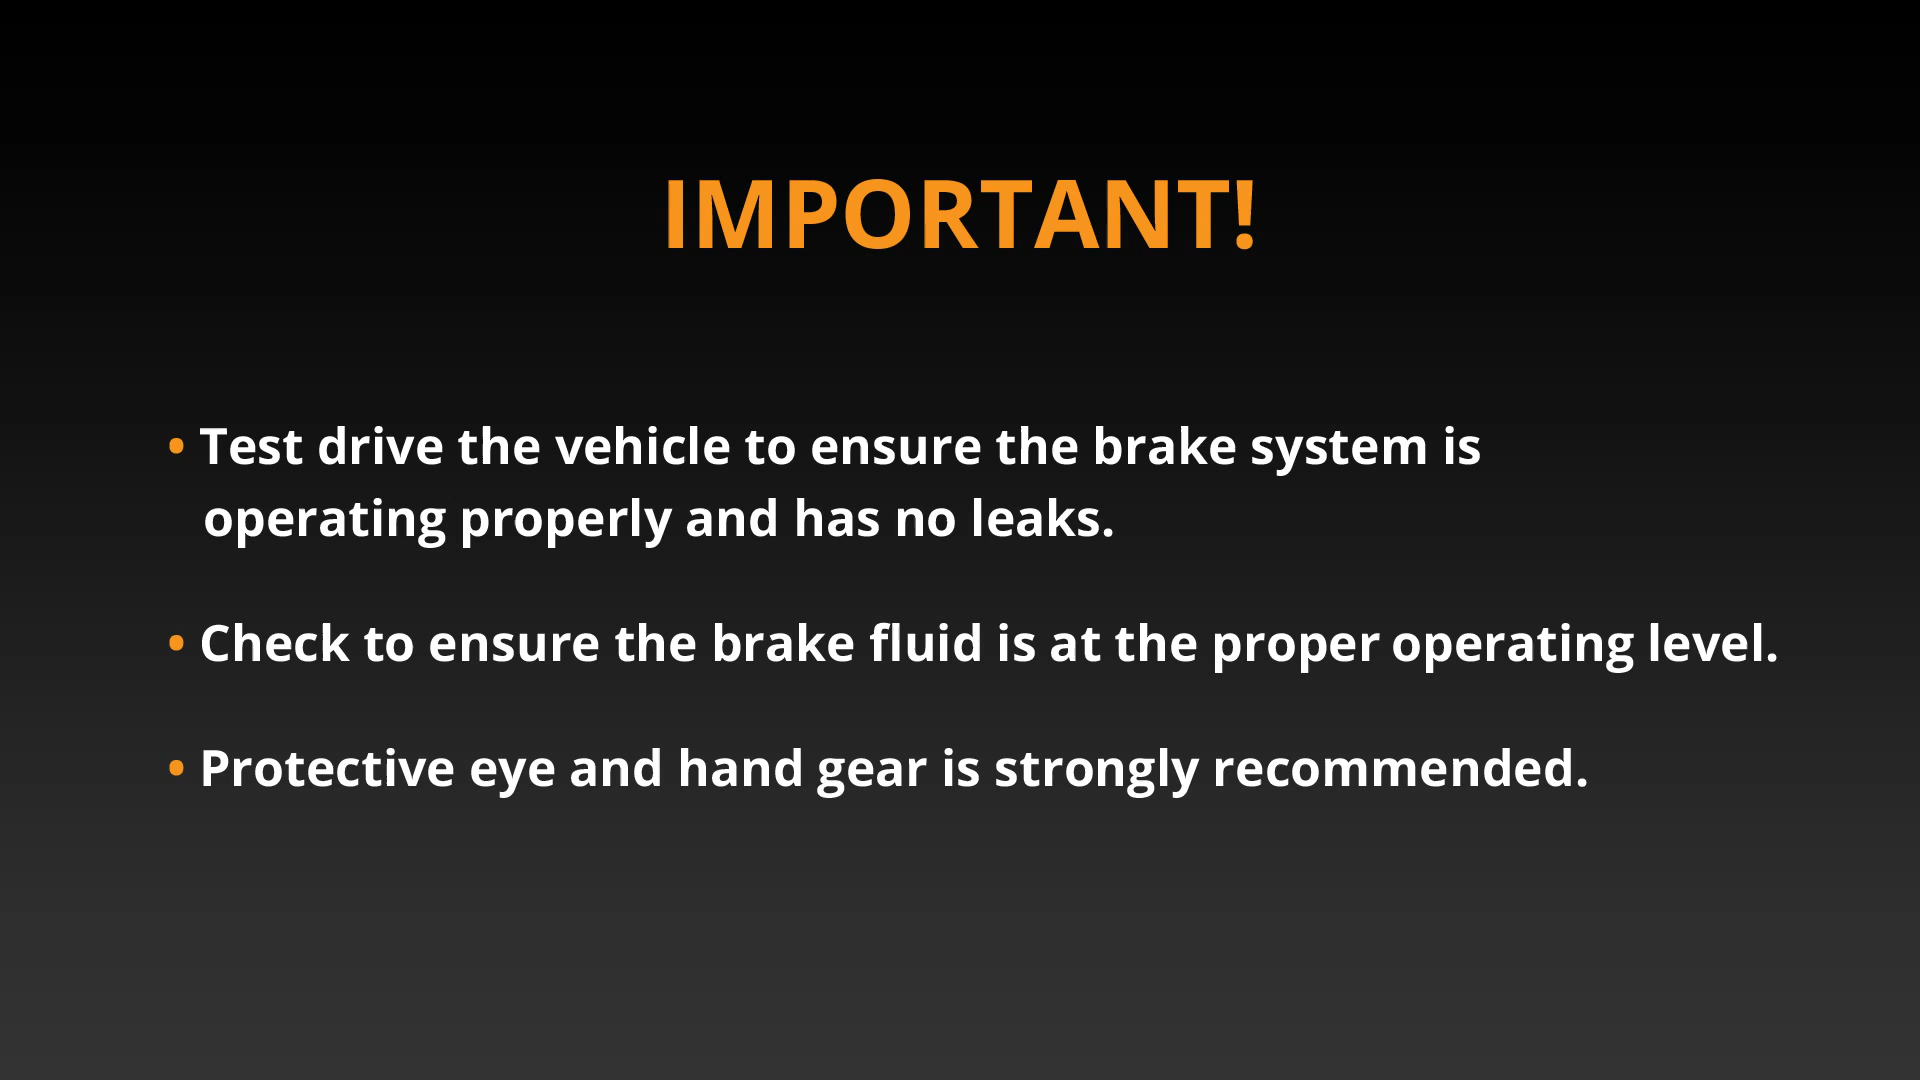 IMPORTANT!
• Test drive the vehicle to ensure the brake system is
operating properly and has no leaks.
• Check to ensure the brake fluid is at the proper operating level.
• Protective eye and hand gear is strongly recommended.